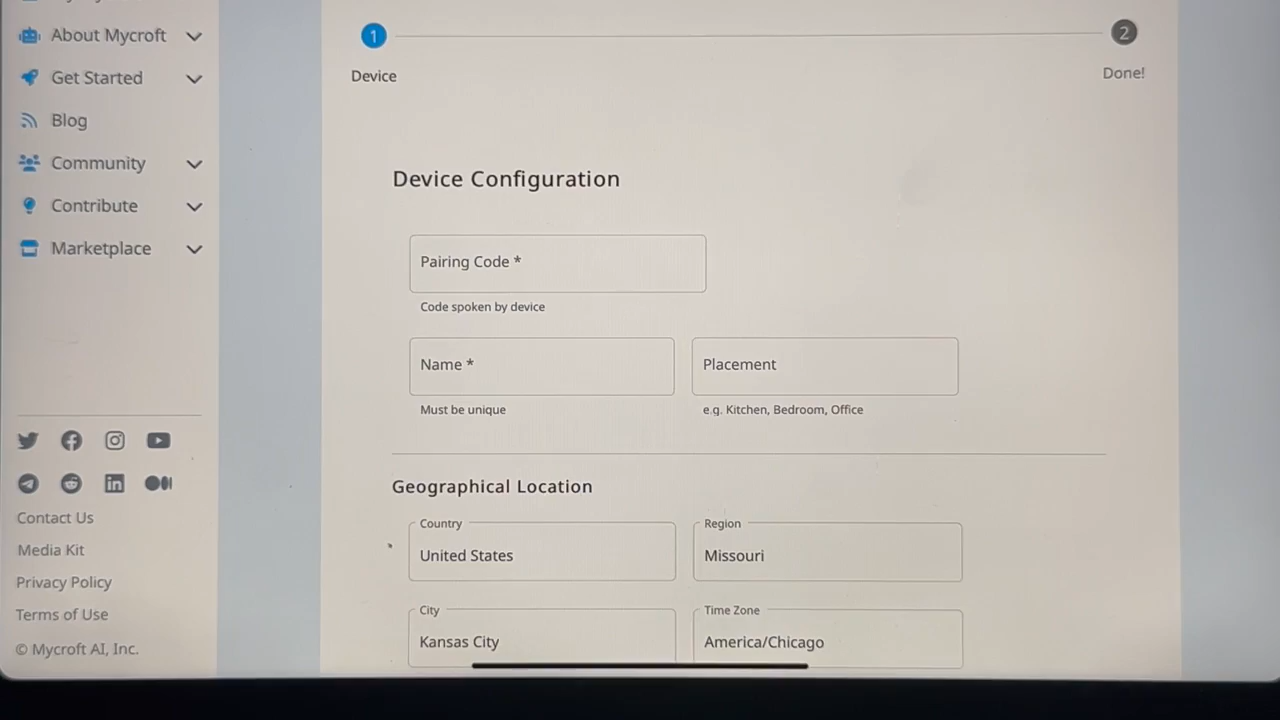 About Mycroft
Get Started
Blog
Community
Contribute
Marketplace
Contact Us
Media Kit
Privacy Policy
Terms of Use
© Mycroft AI, Inc.
1
2
Device
Done!
Device Configuration
Pairing Code *
Code spoken by device
Name *
Placement
Must be unique
e.g. Kitchen, Bedroom, Office
Geographical Location
Country
Region
United States
Missouri
City
Time Zone
Kansas City
America/Chicago